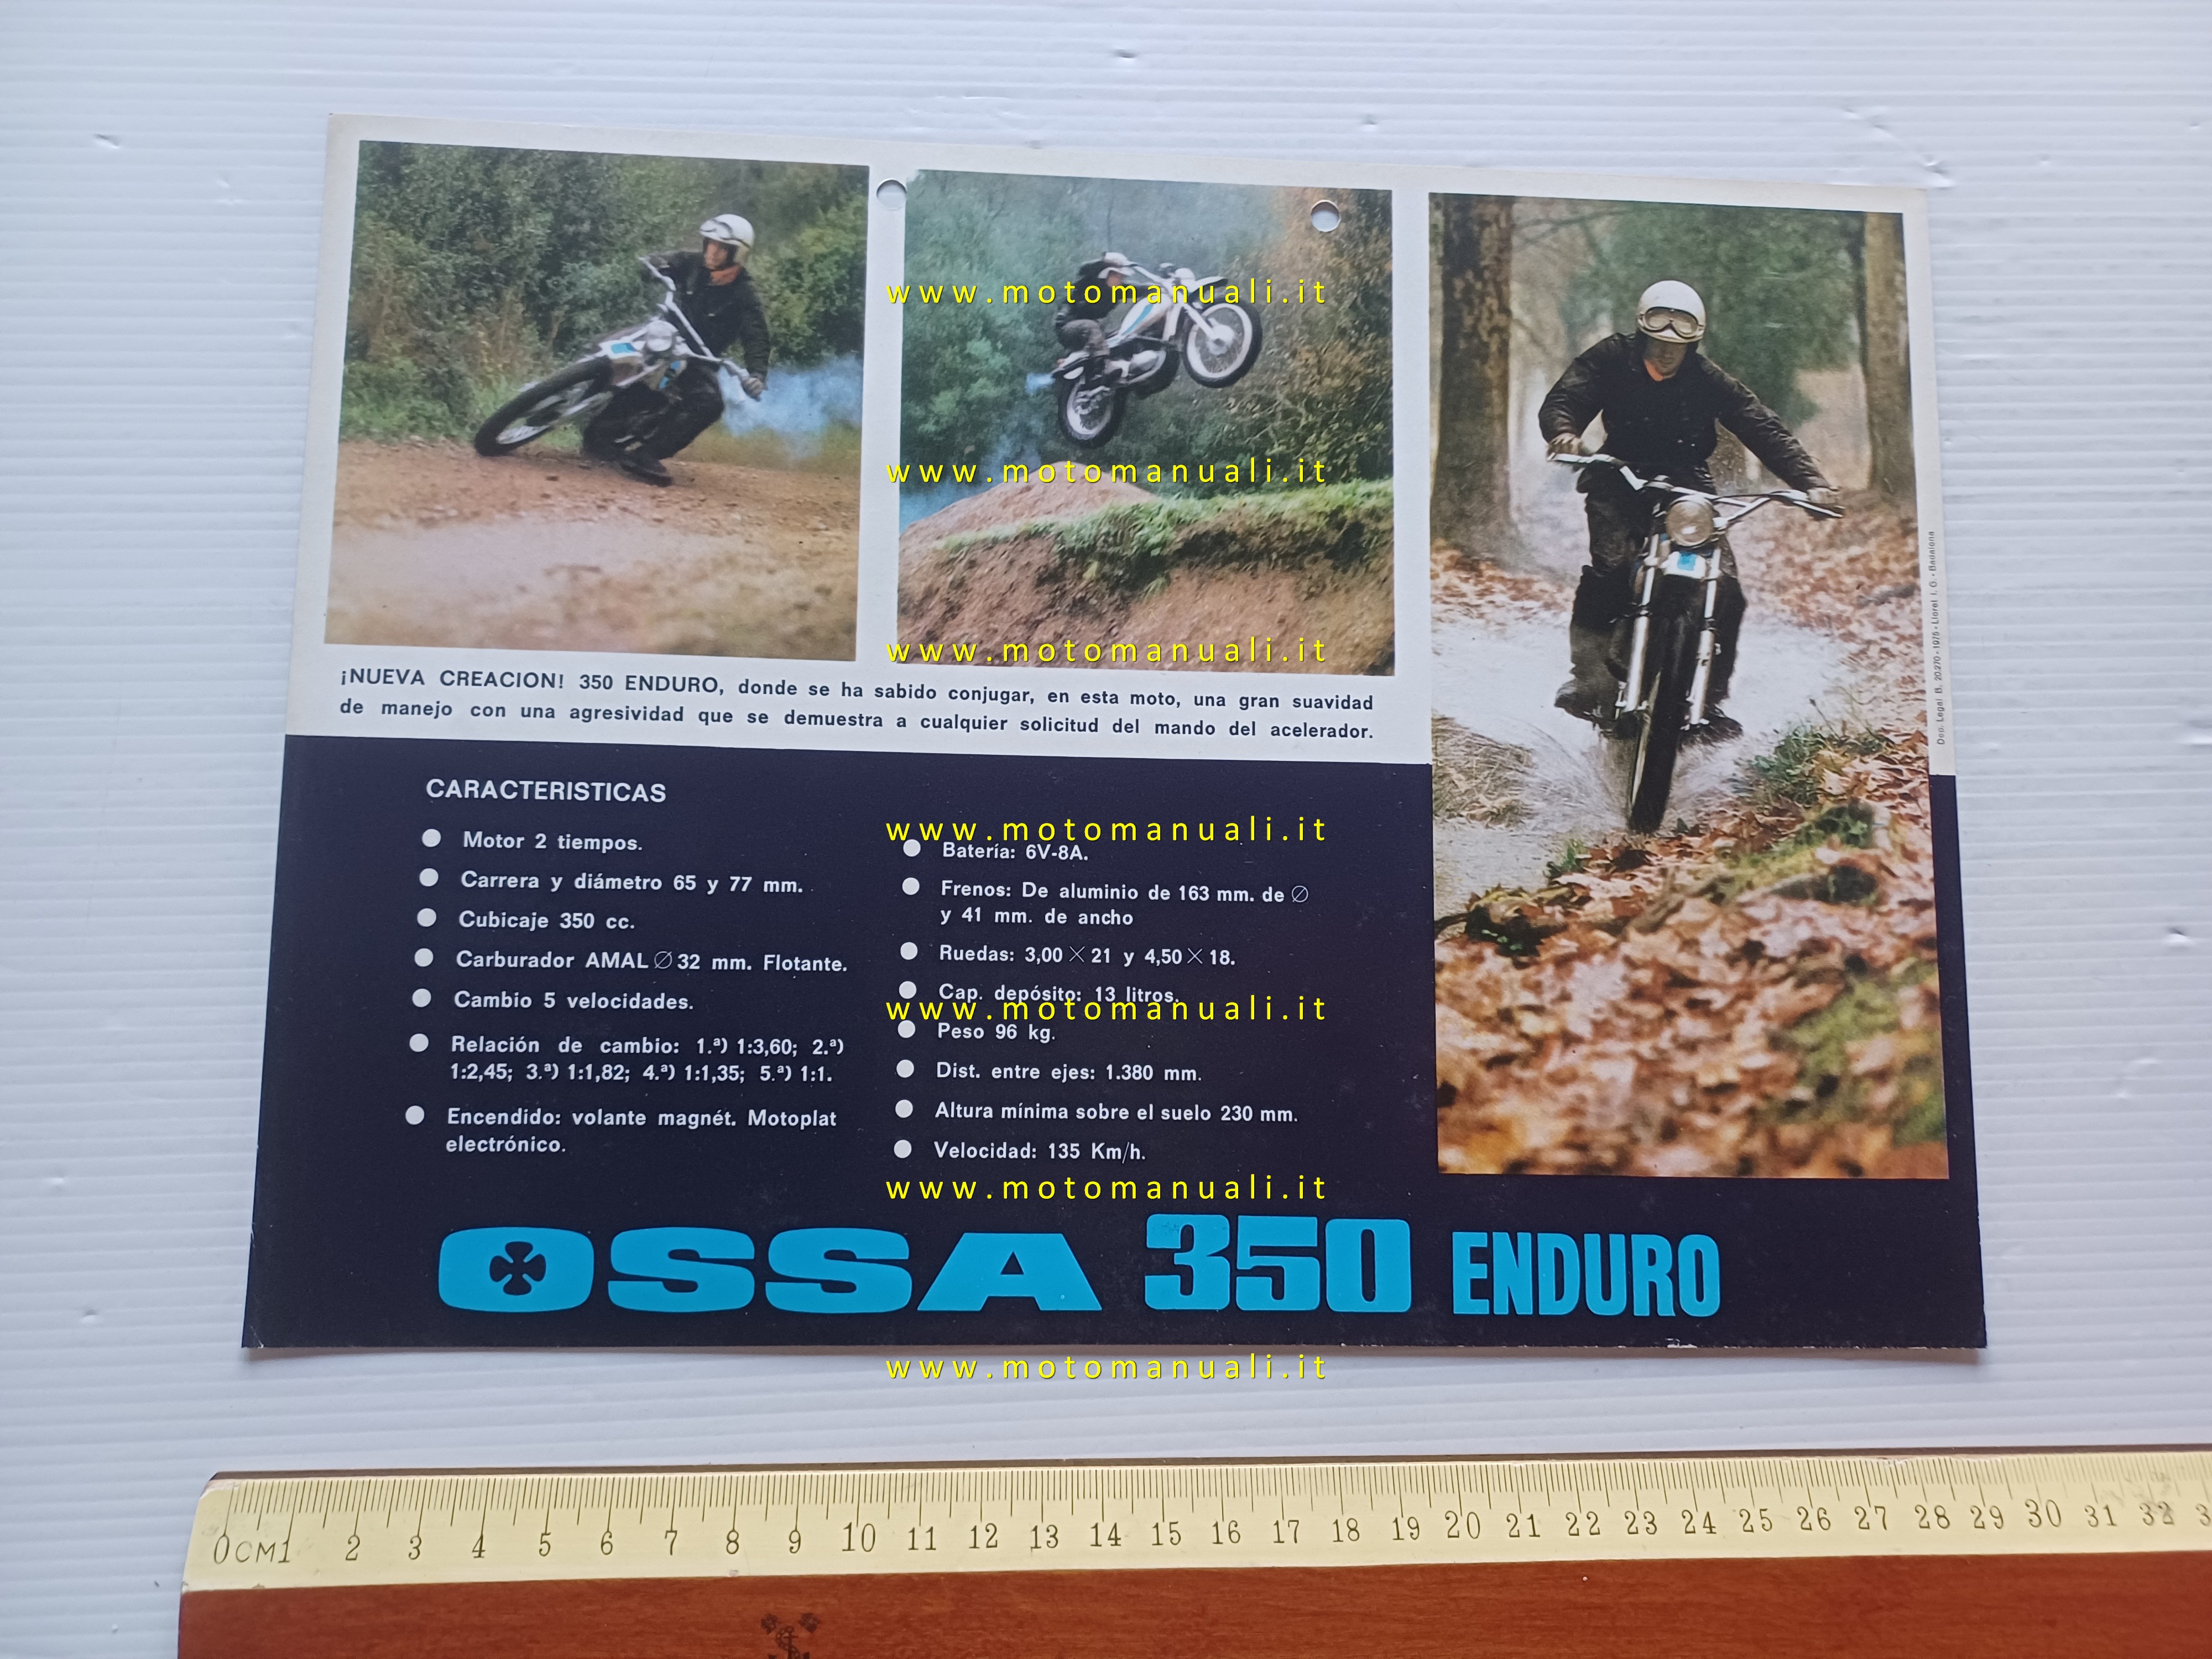 ¡NUEVA CREACION! 350 ENDURO, donde se ha sabido conjugar, en esta moto, una gran suavidad
de manejo con una agresividad que se demuestra a cualquier solicitud del mando del acelerador.
CARACTERISTICAS
Motor 2 tiempos.
Carrera y diámetro 65 y 77 mm.
Cubicaje 350 cc.
Carburador AMAL ∅ 32 mm. Flotante.
Cambio 5 velocidades.
Relación de cambio: 1.ª) 1:3,60; 2.ª)
1:2,45; 3.ª) 1:1,82; 4.ª) 1:1,35; 5.ª) 1:1.
Encendido: volante magnét. Motoplat
electrónico.
Batería: 6V-8A.
Frenos: De aluminio de 163 mm. de ∅
y 41 mm. de ancho
Ruedas: 3,00 × 21 y 4,50 × 18.
Cap. depósito: 13 litros.
Peso 96 kg.
Dist. entre ejes: 1.380 mm.
Altura mínima sobre el suelo 230 mm.
Velocidad: 135 Km/h.
OSSA 350 ENDURO
Dep. Legal B. 20.270 - 1975 - Lloret I. G. - Badalona
www.motomanuali.it
www.motomanuali.it
www.motomanuali.it
www.motomanuali.it
www.motomanuali.it
www.motomanuali.it
www.motomanuali.it
0CM1 2 3 4 5 6 7 8 9 10 11 12 13 14 15 16 17 18 19 20 21 22 23 24 25 26 27 28 29 30 31 32